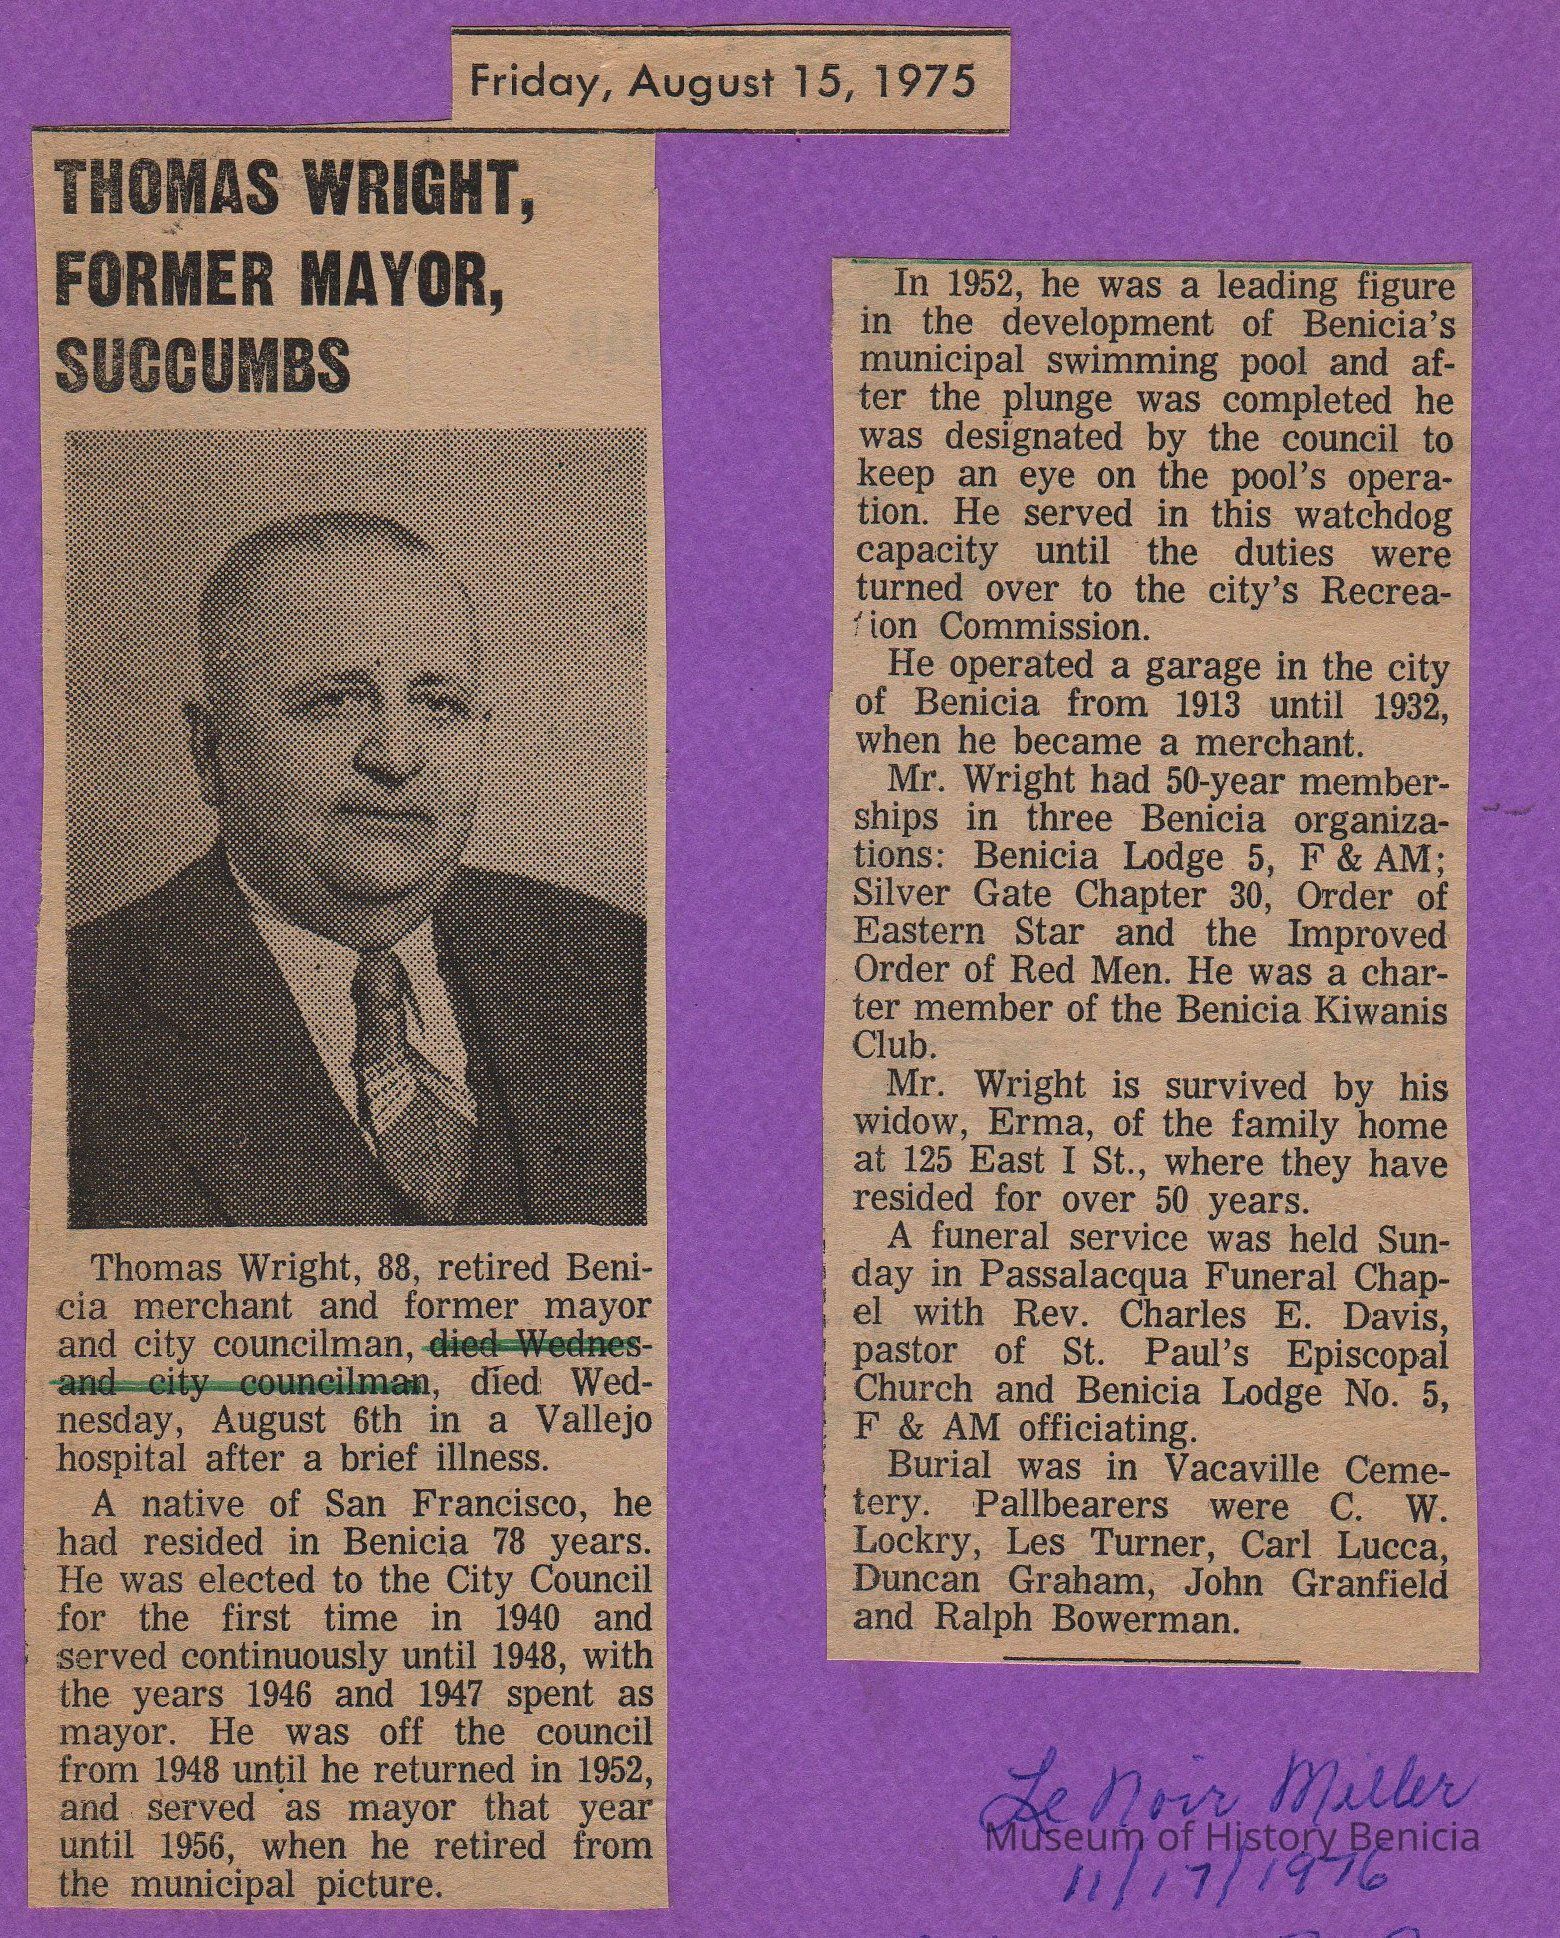 Friday, August 15, 1975
THOMAS WRIGHT,
FORMER MAYOR,
SUCCUMBS
Thomas Wright, 88, retired Beni-
cia merchant and former mayor
and city councilman, died Wednes-
and city councilman, died Wed-
nesday, August 6th in a Vallejo
hospital after a brief illness.
A native of San Francisco, he
had resided in Benicia 78 years.
He was elected to the City Council
for the first time in 1940 and
served continuously until 1948, with
the years 1946 and 1947 spent as
mayor. He was off the council
from 1948 until he returned in 1952,
and served as mayor that year
until 1956, when he retired from
the municipal picture.
In 1952, he was a leading figure
in the development of Benicia's
municipal swimming pool and af-
ter the plunge was completed he
was designated by the council to
keep an eye on the pool's opera-
tion. He served in this watchdog
capacity until the duties were
turned over to the city's Recrea-
tion Commission.
He operated a garage in the city
of Benicia from 1913 until 1932,
when he became a merchant.
Mr. Wright had 50-year member-
ships in three Benicia organiza-
tions: Benicia Lodge 5, F & AM;
Silver Gate Chapter 30, Order of
Eastern Star and the Improved
Order of Red Men. He was a char-
ter member of the Benicia Kiwanis
Club.
Mr. Wright is survived by his
widow, Erma, of the family home
at 125 East I St., where they have
resided for over 50 years.
A funeral service was held Sun-
day in Passalacqua Funeral Chap-
el with Rev. Charles E. Davis,
pastor of St. Paul's Episcopal
Church and Benicia Lodge No. 5,
F & AM officiating.
Burial was in Vacaville Ceme-
tery. Pallbearers were C. W.
Lockry, Les Turner, Carl Lucca,
Duncan Graham, John Granfield
and Ralph Bowerman.
Le Noir Miller
Museum of History Benicia
11/17/1976